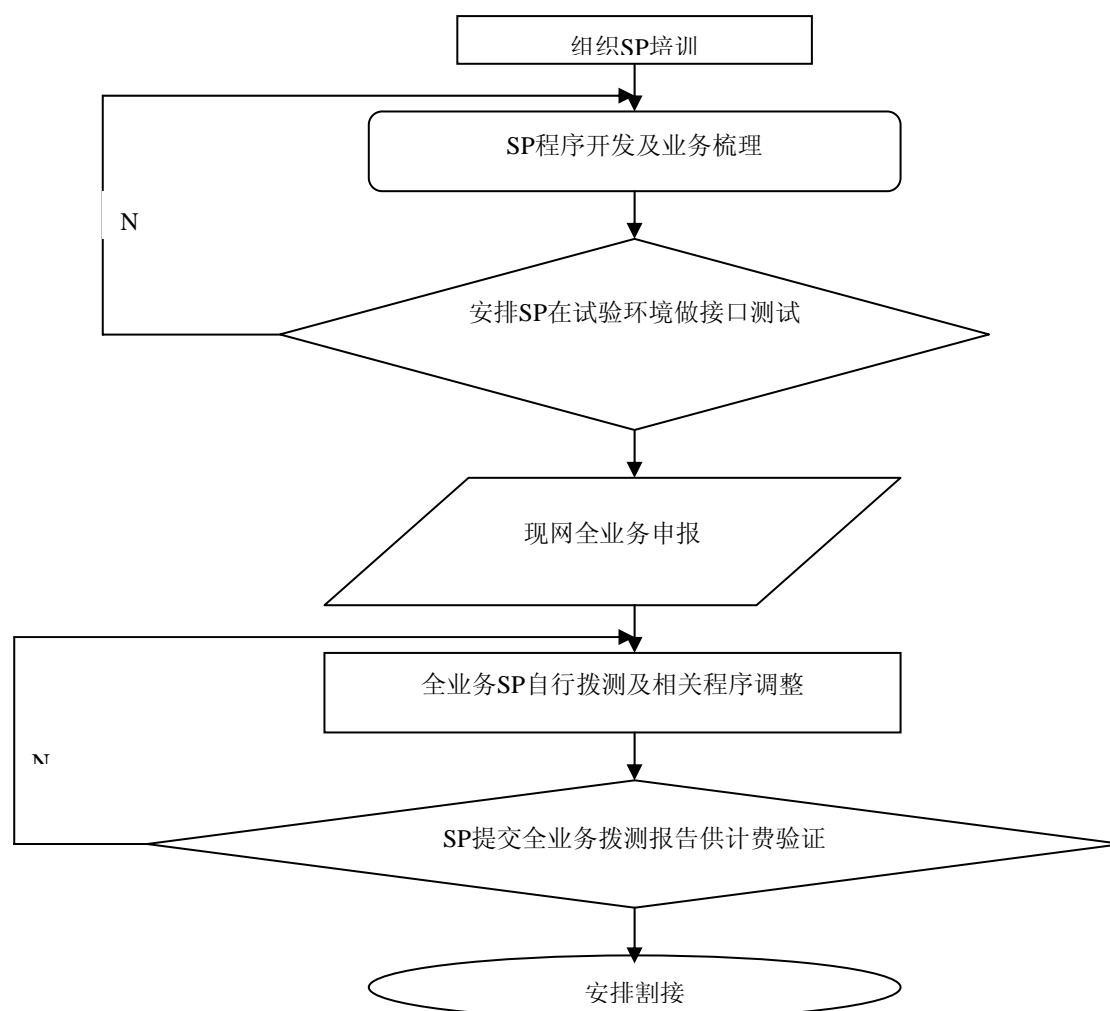 组织SP培训
SP程序开发及业务梳理
N
安排SP在试验环境做接口测试
现网全业务申报
全业务SP自行拨测及相关程序调整
N
SP提交全业务拨测报告供计费验证
安排割接